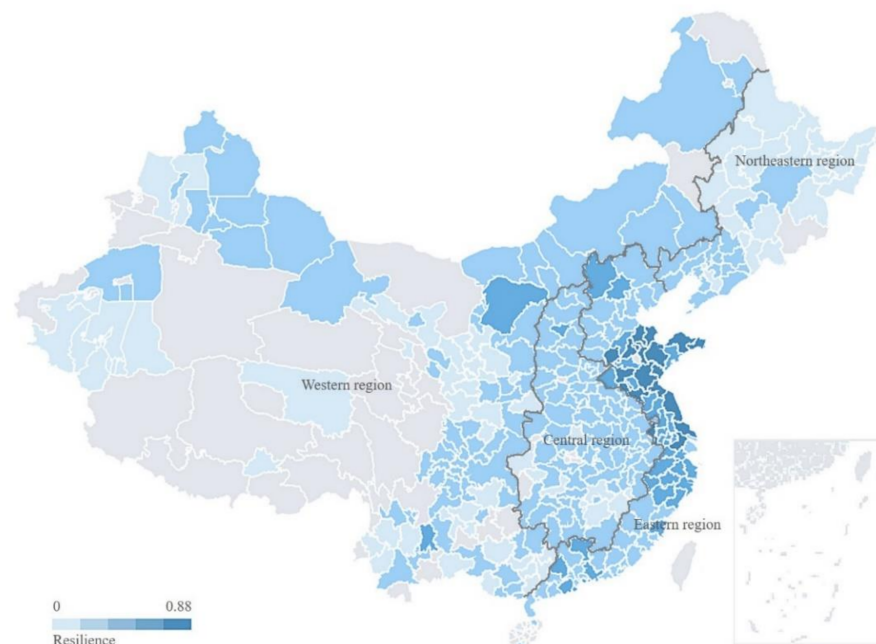 Northeastern region
Western region
Central region
Eastern region
0 0.88
Resilience